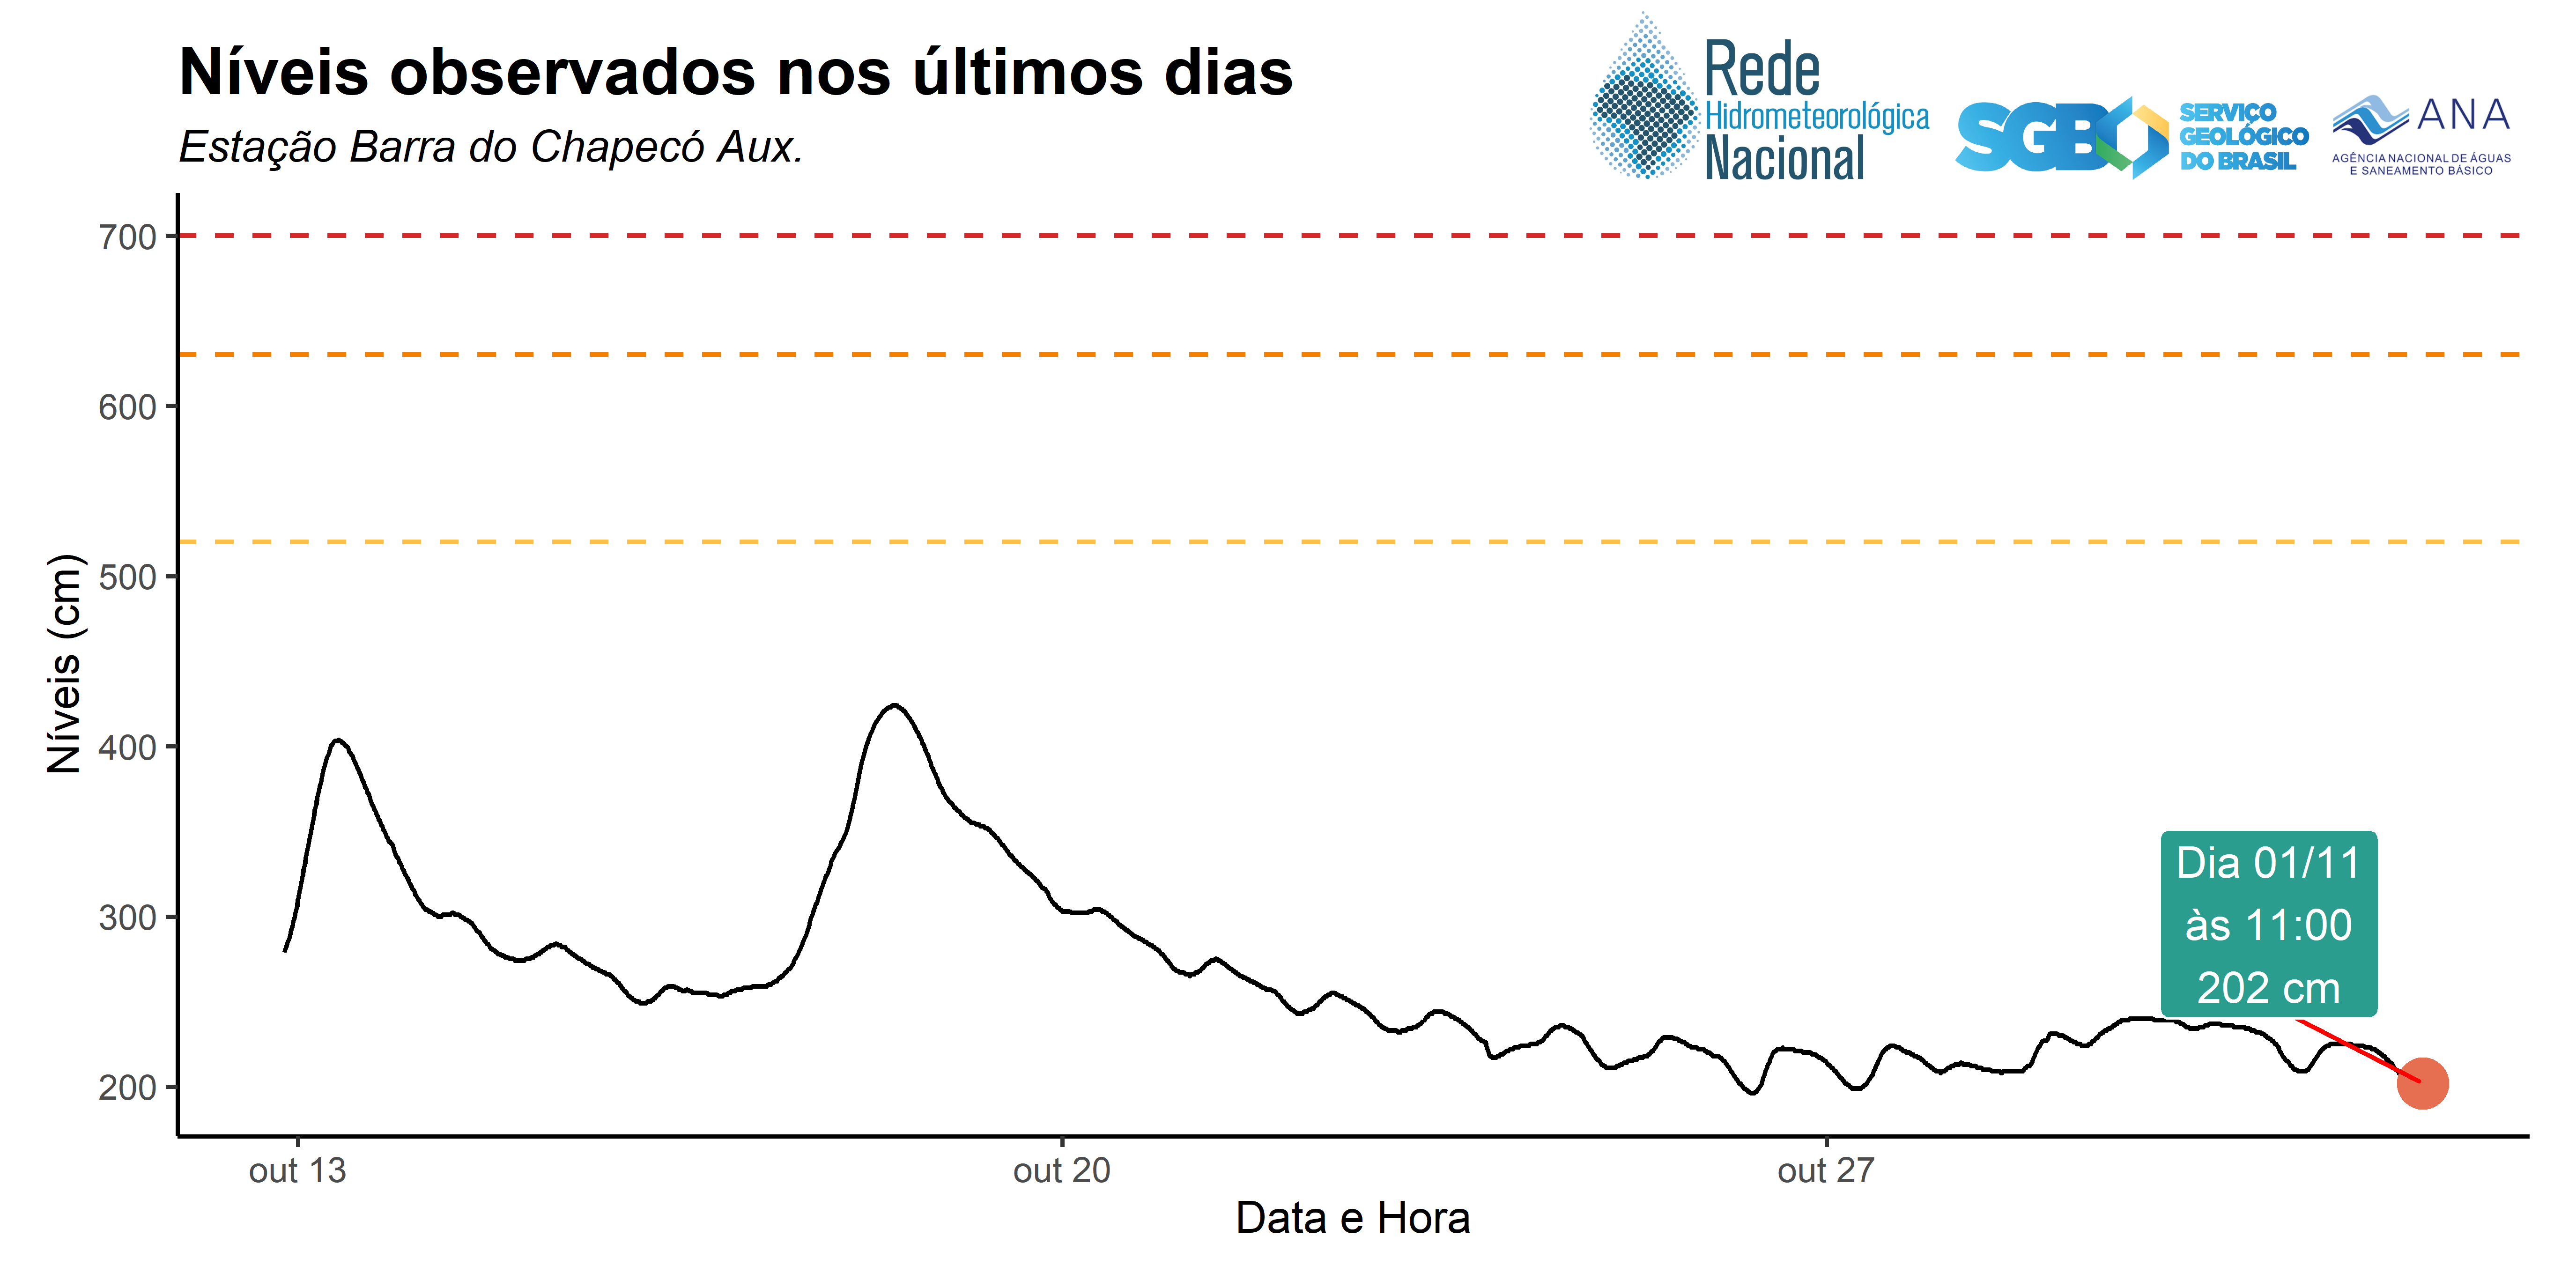 Níveis observados nos últimos dias
Estação Barra do Chapecó Aux.
Rede
Hidrometeorológica
Nacional
SGB
SERVIÇO
GEOLÓGICO
DO BRASIL
ANA
AGÊNCIA NACIONAL DE ÁGUAS
E SANEAMENTO BÁSICO
Níveis (cm)
700
600
500
400
300
200
Dia 01/11
às 11:00
202 cm
out 13
out 20
out 27
Data e Hora